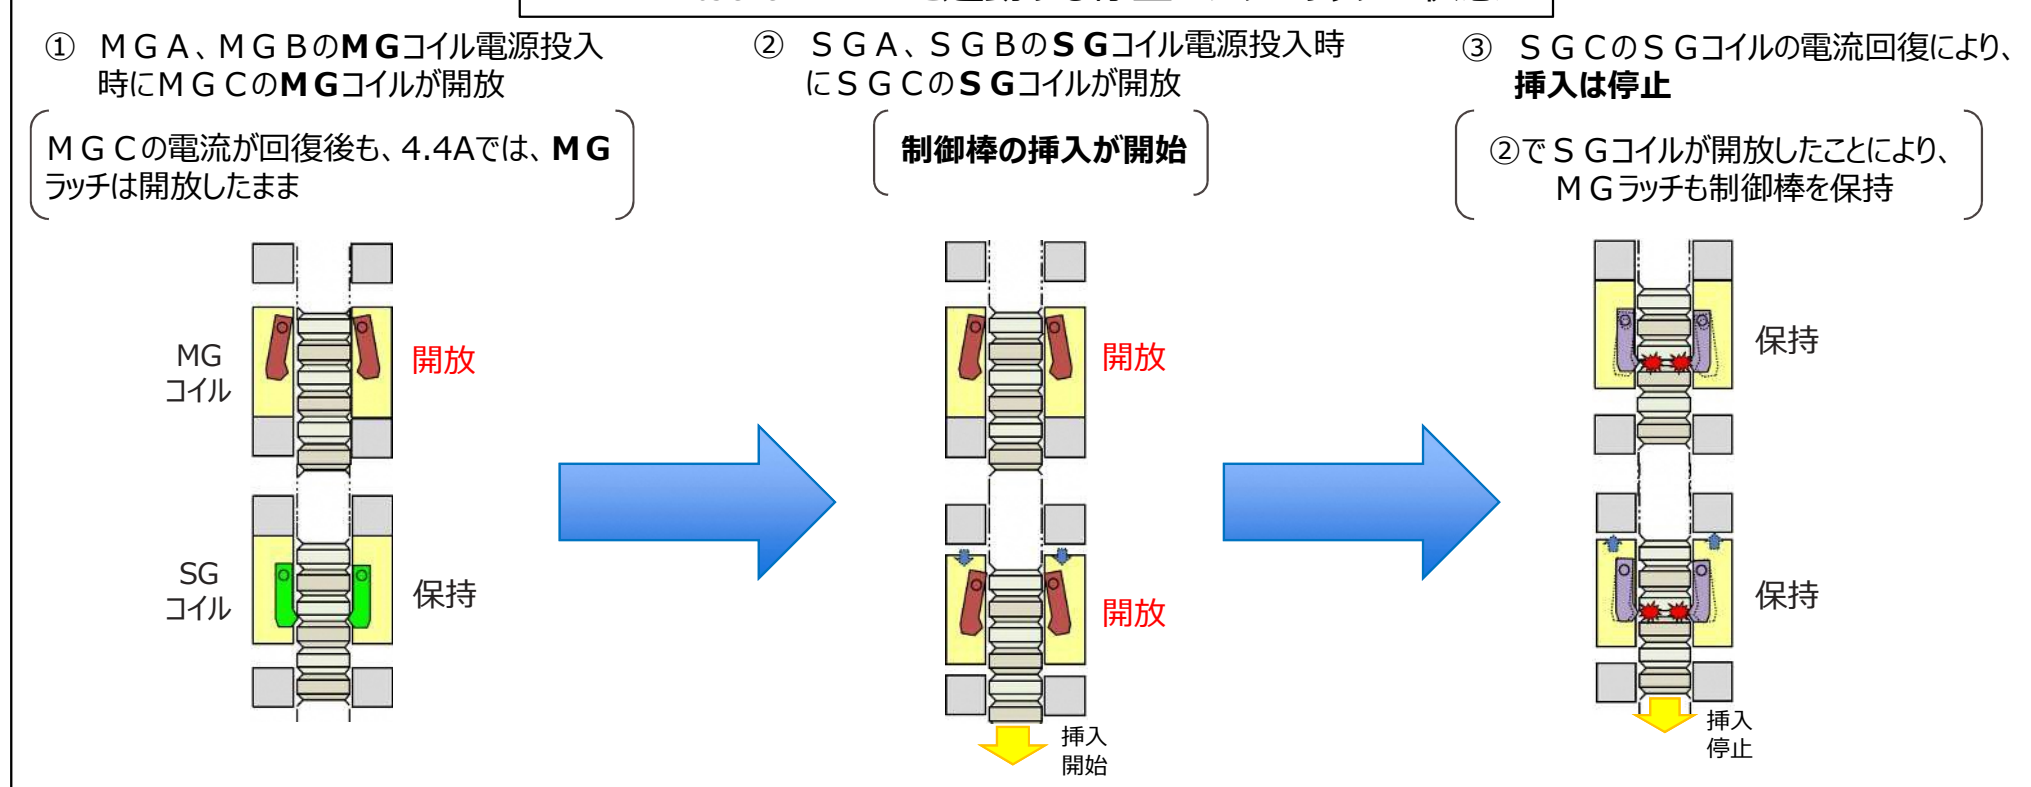 ① ＭＧＡ、ＭＧＢのＭＧコイル電源投入
時にＭＧＣのＭＧコイルが開放
ＭＧＣの電流が回復後も、4.4Aでは、ＭＧ
ラッチは開放したまま
MG
コイル
開放
SG
コイル
保持
② ＳＧＡ、ＳＧＢのＳＧコイル電源投入時
にＳＧＣのＳＧコイルが開放
制御棒の挿入が開始
開放
開放
挿入
開始
③ ＳＧＣのＳＧコイルの電流回復により、
挿入は停止
②でＳＧコイルが開放したことにより、
ＭＧラッチも制御棒を保持
保持
保持
挿入
停止